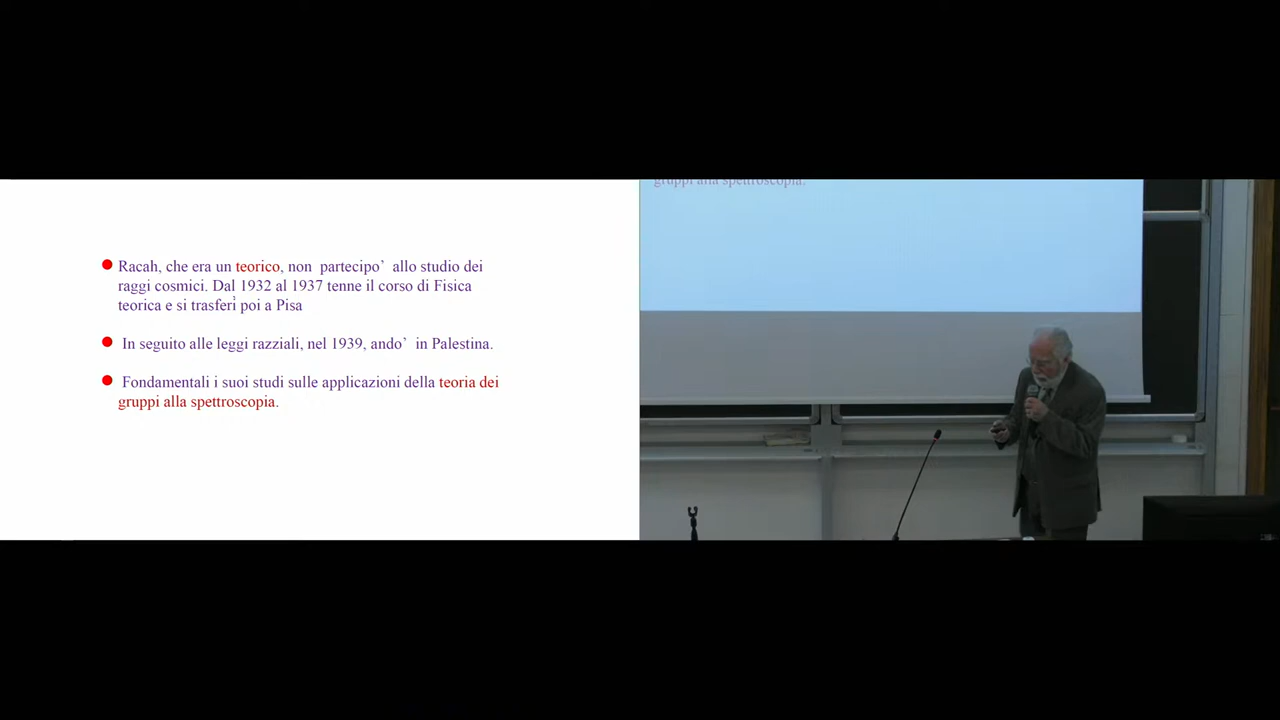 Racah, che era un teorico, non partecipo’ allo studio dei
raggi cosmici. Dal 1932 al 1937 tenne il corso di Fisica
teorica e si trasferì poi a Pisa
In seguito alle leggi razziali, nel 1939, ando’ in Palestina.
Fondamentali i suoi studi sulle applicazioni della teoria dei
gruppi alla spettroscopia.
gruppi alla spettroscopia.